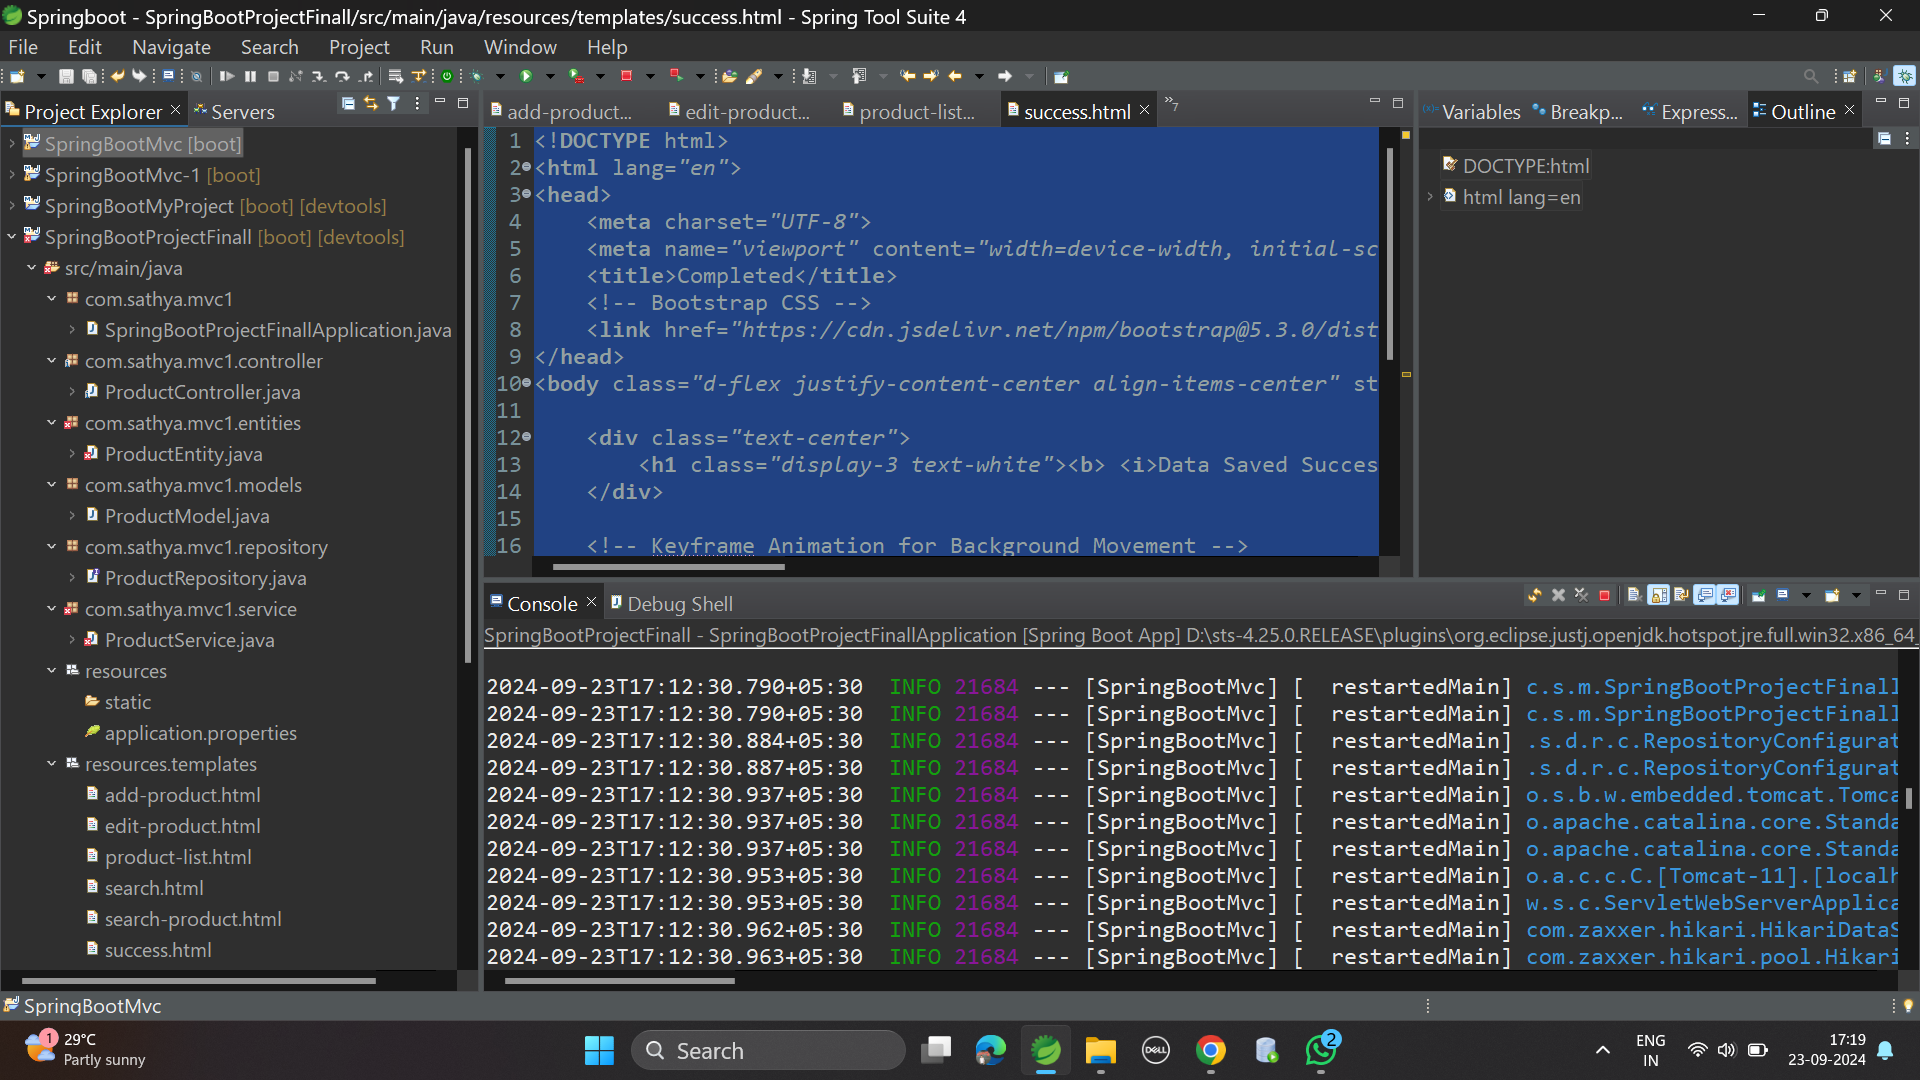 Springboot - SpringBootProjectFinall/src/main/java/resources/templates/success.html - Spring Tool Suite 4
File Edit Navigate Search Project Run Window Help
Project Explorer
Servers
SpringBootMvc [boot]
SpringBootMvc-1 [boot]
SpringBootMyProject [boot] [devtools]
SpringBootProjectFinall [boot] [devtools]
src/main/java
com.sathya.mvc1
SpringBootProjectFinallApplication.java
com.sathya.mvc1.controller
ProductController.java
com.sathya.mvc1.entities
ProductEntity.java
com.sathya.mvc1.models
ProductModel.java
com.sathya.mvc1.repository
ProductRepository.java
com.sathya.mvc1.service
ProductService.java
resources
static
application.properties
resources.templates
add-product.html
edit-product.html
product-list.html
search.html
search-product.html
success.html
add-product...
edit-product...
product-list...
success.html
»7
1 <!DOCTYPE html>
2 <html lang="en">
3 <head>
4 <meta charset="UTF-8">
5 <meta name="viewport" content="width=device-width, initial-sc
6 <title>Completed</title>
7 <!-- Bootstrap CSS -->
8 <link href="https://cdn.jsdelivr.net/npm/bootstrap@5.3.0/dist
9 </head>
10 <body class="d-flex justify-content-center align-items-center" st
11
12 <div class="text-center">
13 <h1 class="display-3 text-white"><b> <i>Data Saved Succes
14 </div>
15
16 <!-- Keyframe Animation for Background Movement -->
Variables
Breakp...
Express...
Outline
DOCTYPE:html
html lang=en
Console
Debug Shell
SpringBootProjectFinall - SpringBootProjectFinallApplication [Spring Boot App] D:\sts-4.25.0.RELEASE\plugins\org.eclipse.justj.openjdk.hotspot.jre.full.win32.x86_64_
2024-09-23T17:12:30.790+05:30 INFO 21684 --- [SpringBootMvc] [ restartedMain] c.s.m.SpringBootProjectFinall
2024-09-23T17:12:30.790+05:30 INFO 21684 --- [SpringBootMvc] [ restartedMain] c.s.m.SpringBootProjectFinall
2024-09-23T17:12:30.884+05:30 INFO 21684 --- [SpringBootMvc] [ restartedMain] .s.d.r.c.RepositoryConfigurat
2024-09-23T17:12:30.887+05:30 INFO 21684 --- [SpringBootMvc] [ restartedMain] .s.d.r.c.RepositoryConfigurat
2024-09-23T17:12:30.937+05:30 INFO 21684 --- [SpringBootMvc] [ restartedMain] o.s.b.w.embedded.tomcat.Tomca
2024-09-23T17:12:30.937+05:30 INFO 21684 --- [SpringBootMvc] [ restartedMain] o.apache.catalina.core.Standa
2024-09-23T17:12:30.937+05:30 INFO 21684 --- [SpringBootMvc] [ restartedMain] o.apache.catalina.core.Standa
2024-09-23T17:12:30.953+05:30 INFO 21684 --- [SpringBootMvc] [ restartedMain] o.a.c.c.C.[Tomcat-11].[localh
2024-09-23T17:12:30.953+05:30 INFO 21684 --- [SpringBootMvc] [ restartedMain] w.s.c.ServletWebServerApplica
2024-09-23T17:12:30.962+05:30 INFO 21684 --- [SpringBootMvc] [ restartedMain] com.zaxxer.hikari.HikariDataS
2024-09-23T17:12:30.963+05:30 INFO 21684 --- [SpringBootMvc] [ restartedMain] com.zaxxer.hikari.pool.Hikari
SpringBootMvc
1
29°C
Partly sunny
Search
DELL
2
ENG
IN
17:19
23-09-2024